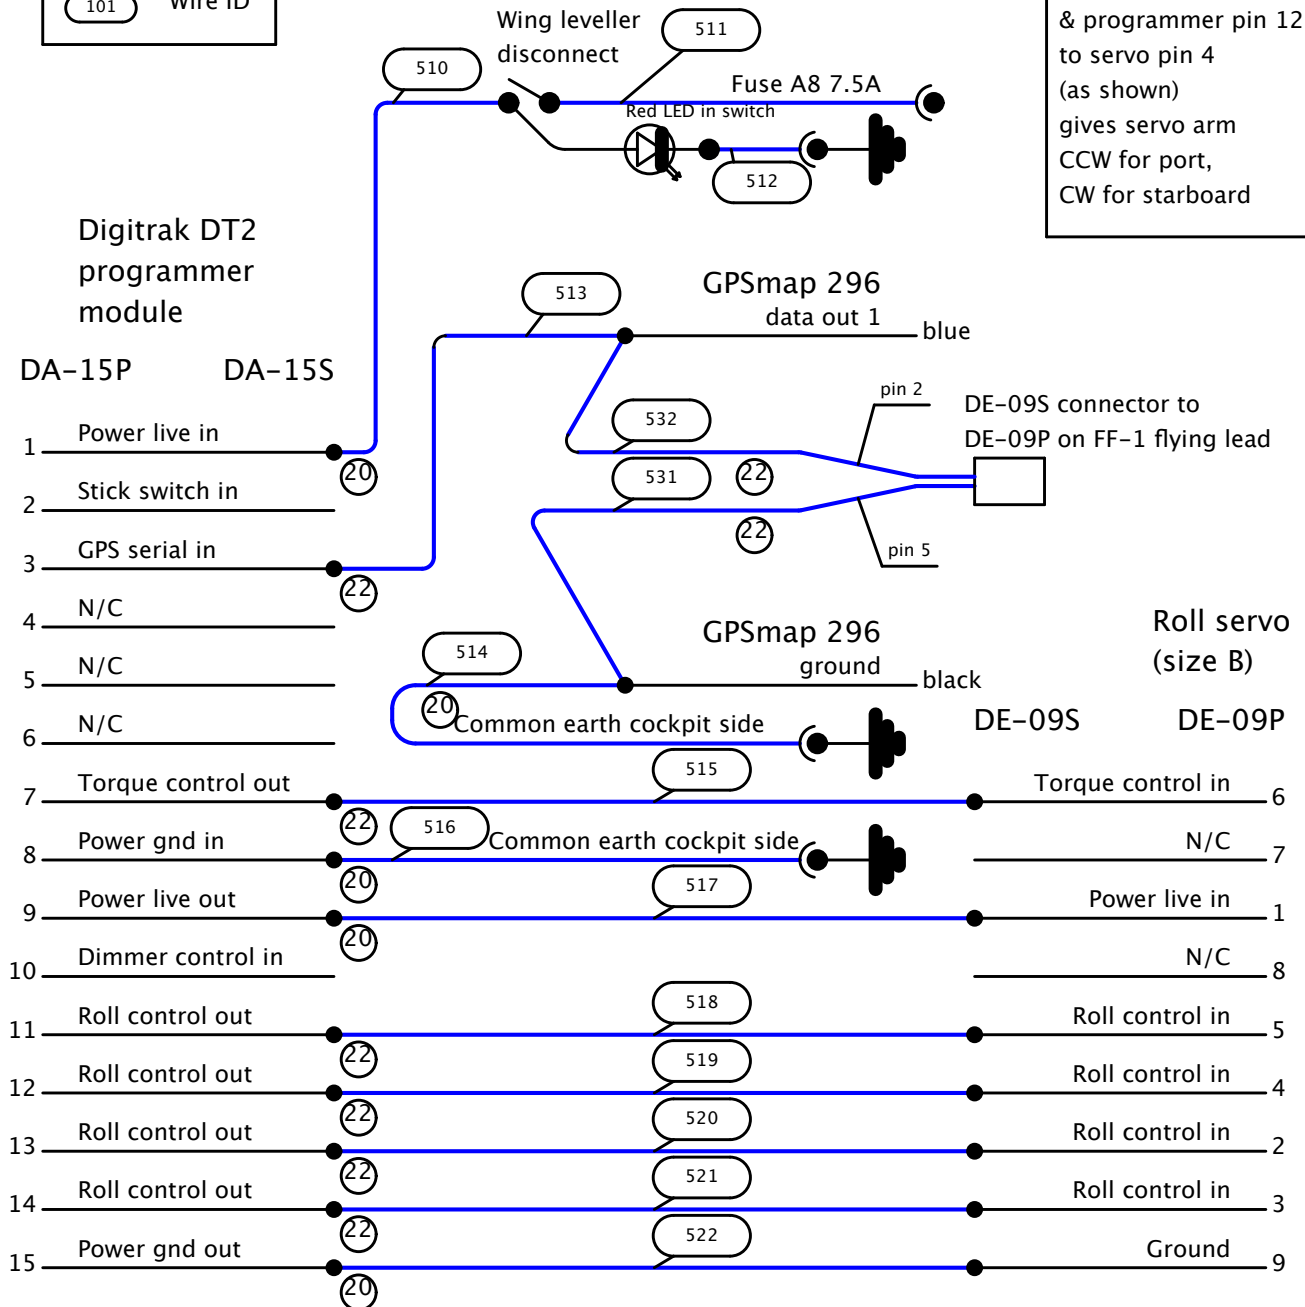 101 Wire ID
Wing leveller
disconnect
511
510
Fuse A8 7.5A
Red LED in switch
512
& programmer pin 12
to servo pin 4
(as shown)
gives servo arm
CCW for port,
CW for starboard
Digitrak DT2
programmer
module
DA-15P DA-15S
513
GPSmap 296
data out 1
blue
pin 2
DE-09S connector to
DE-09P on FF-1 flying lead
532
22
531
22
pin 5
1 Power live in
20
2 Stick switch in
3 GPS serial in
22
4 N/C
5 N/C
6 N/C
514
20
GPSmap 296
ground
black
Common earth cockpit side
Roll servo
(size B)
DE-09S DE-09P
7 Torque control out
22
515
Torque control in 6
8 Power gnd in
20
516
Common earth cockpit side
N/C 7
9 Power live out
20
517
Power live in 1
10 Dimmer control in
N/C 8
11 Roll control out
22
518
Roll control in 5
12 Roll control out
22
519
Roll control in 4
13 Roll control out
22
520
Roll control in 2
14 Roll control out
22
521
Roll control in 3
15 Power gnd out
20
522
Ground 9